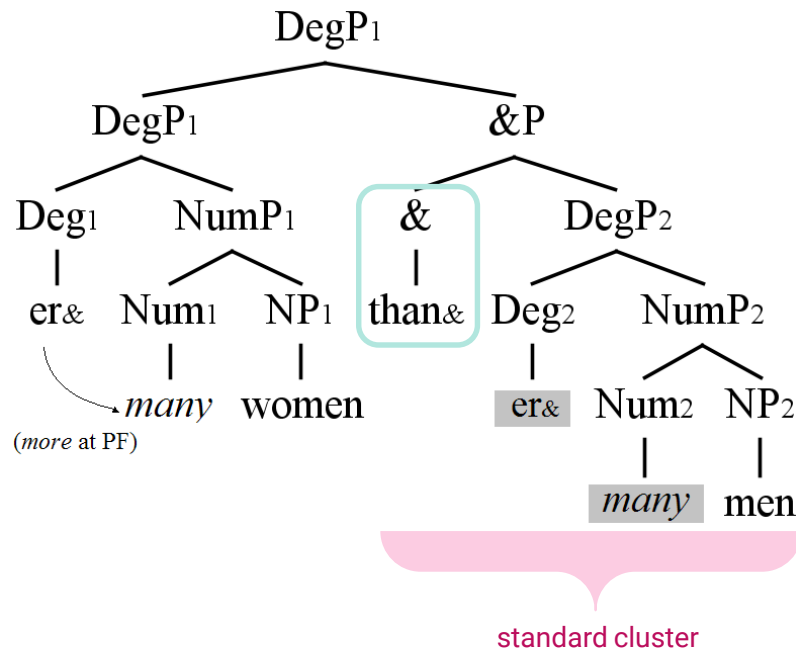 DegP1
DegP1 &P
Deg1 NumP1 & DegP2
er& Num1 NP1 than& Deg2 NumP2
many women er& Num2 NP2
(more at PF)
many men
standard cluster